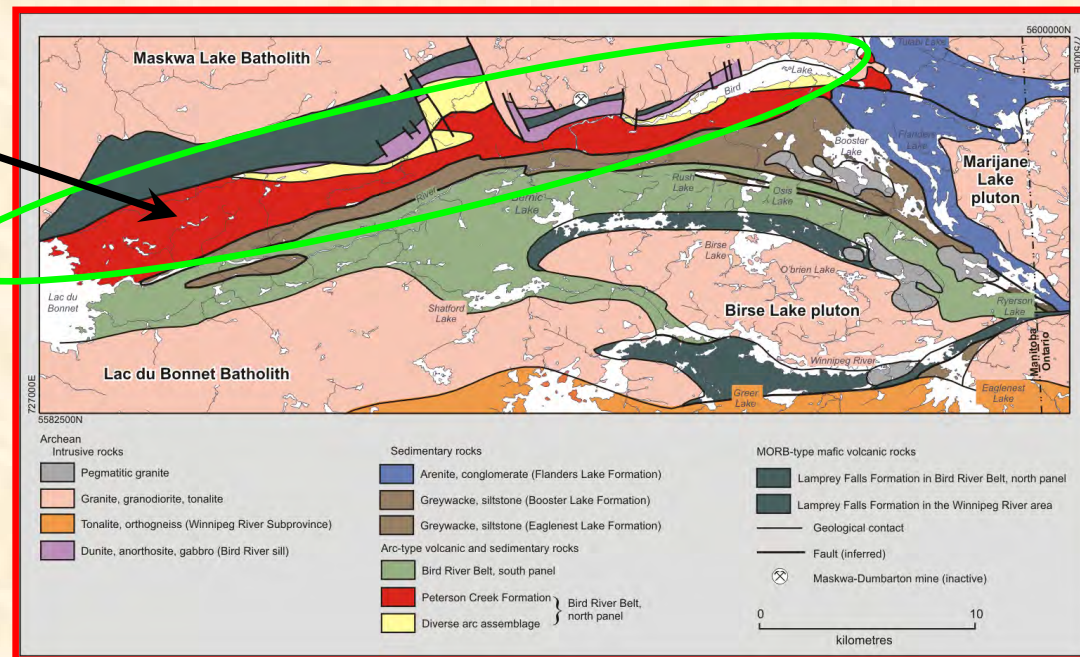 5600000N
775000E
Maskwa Lake Batholith
Tulabi Lake
Lake
Bird
Booster
Lake
Flanders
Lake
Marijane
Lake
pluton
River
Rush
Lake
Osis
Lake
Bernic
Lake
Birse
Lake
O'brien Lake
Lac du
Bonnet
Shatford
Lake
Birse Lake pluton
Ryerson
Lake
Winnipeg River
Manitoba
Ontario
Lac du Bonnet Batholith
Greer
Lake
Eaglenest
Lake
727000E
5582500N
Archean
Intrusive rocks
Pegmatitic granite
Granite, granodiorite, tonalite
Tonalite, orthogneiss (Winnipeg River Subprovince)
Dunite, anorthosite, gabbro (Bird River sill)
Sedimentary rocks
Arenite, conglomerate (Flanders Lake Formation)
Greywacke, siltstone (Booster Lake Formation)
Greywacke, siltstone (Eaglenest Lake Formation)
Arc-type volcanic and sedimentary rocks
Bird River Belt, south panel
Peterson Creek Formation
Diverse arc assemblage
} Bird River Belt,
north panel
MORB-type mafic volcanic rocks
Lamprey Falls Formation in Bird River Belt, north panel
Lamprey Falls Formation in the Winnipeg River area
Geological contact
Fault (inferred)
Maskwa-Dumbarton mine (inactive)
0 10
kilometres